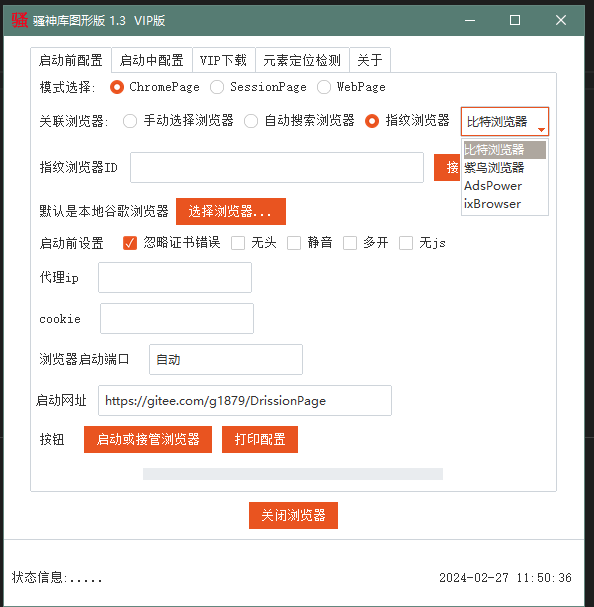 骚 骚神库图形版 1.3 VIP版
启动前配置 启动中配置 VIP下载 元素定位检测 关于
模式选择: ChromePage SessionPage WebPage
关联浏览器: 手动选择浏览器 自动搜索浏览器 指纹浏览器 比特浏览器
比特浏览器
紫鸟浏览器
AdsPower
ixBrowser
指纹浏览器ID 接
默认是本地谷歌浏览器 选择浏览器...
启动前设置 忽略证书错误 无头 静音 多开 无js
代理ip
cookie
浏览器启动端口 自动
启动网址 https://gitee.com/g1879/DrissionPage
按钮 启动或接管浏览器 打印配置
关闭浏览器
状态信息:..... 2024-02-27 11:50:36